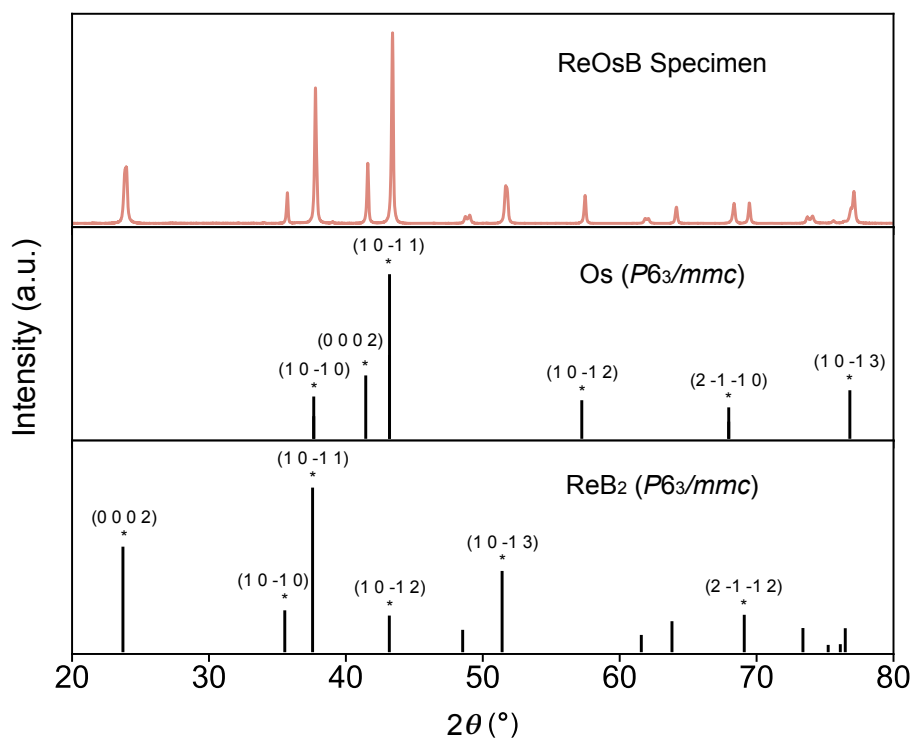 ReOsB Specimen
Intensity (a.u.)
(1 0 -1 1)
*
Os (P6₃/mmc)
(0 0 0 2)
*
(1 0 -1 0)
*
(1 0 -1 2)
*
(2 -1 -1 0)
*
(1 0 -1 3)
*
(1 0 -1 1)
*
ReB₂ (P6₃/mmc)
(0 0 0 2)
*
(1 0 -1 0)
*
(1 0 -1 2)
*
(1 0 -1 3)
*
(2 -1 -1 2)
*
20 30 40 50 60 70 80
2θ (°)